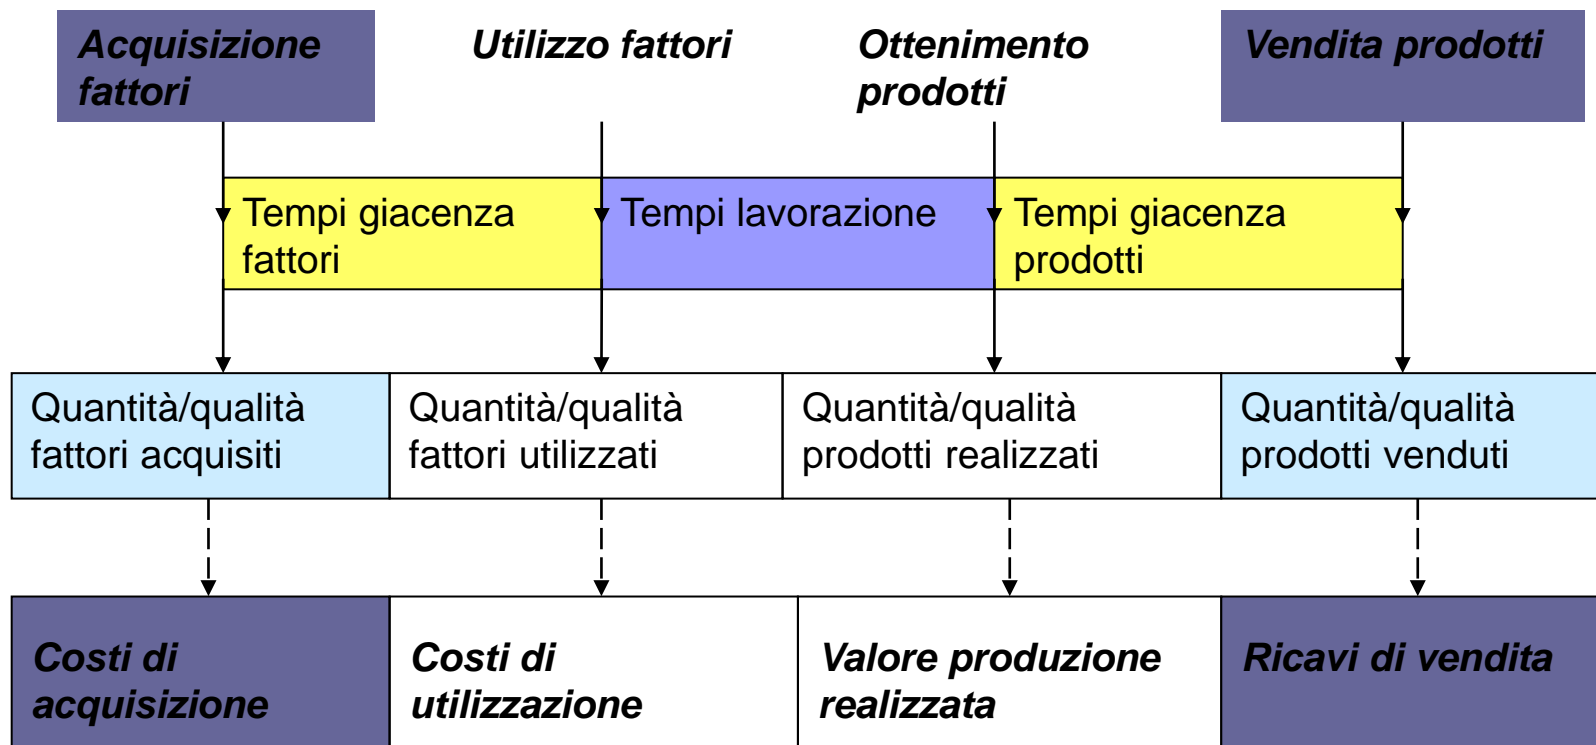 Acquisizione
fattori
Utilizzo fattori
Ottenimento
prodotti
Vendita prodotti
Tempi giacenza
fattori
Tempi lavorazione
Tempi giacenza
prodotti
Quantità/qualità
fattori acquisiti
Quantità/qualità
fattori utilizzati
Quantità/qualità
prodotti realizzati
Quantità/qualità
prodotti venduti
Costi di
acquisizione
Costi di
utilizzazione
Valore produzione
realizzata
Ricavi di vendita